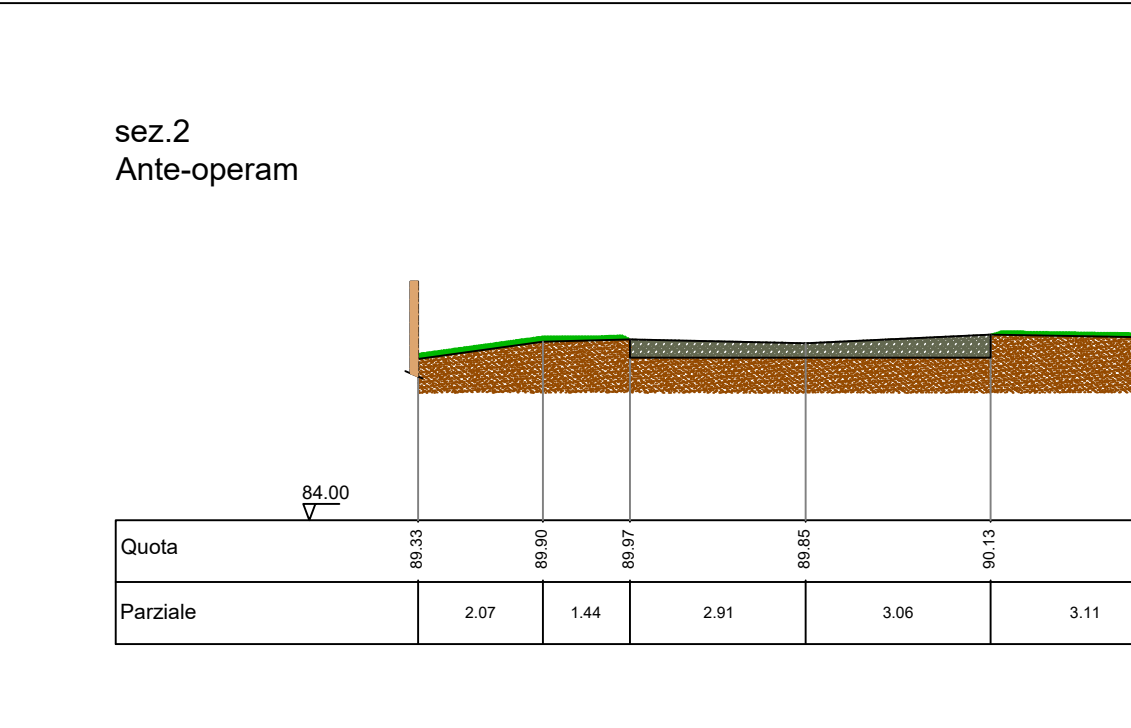 sez.2
Ante-operam
84.00
Quota 89.33 89.90 89.97 89.85 90.13
Parziale 2.07 1.44 2.91 3.06 3.11